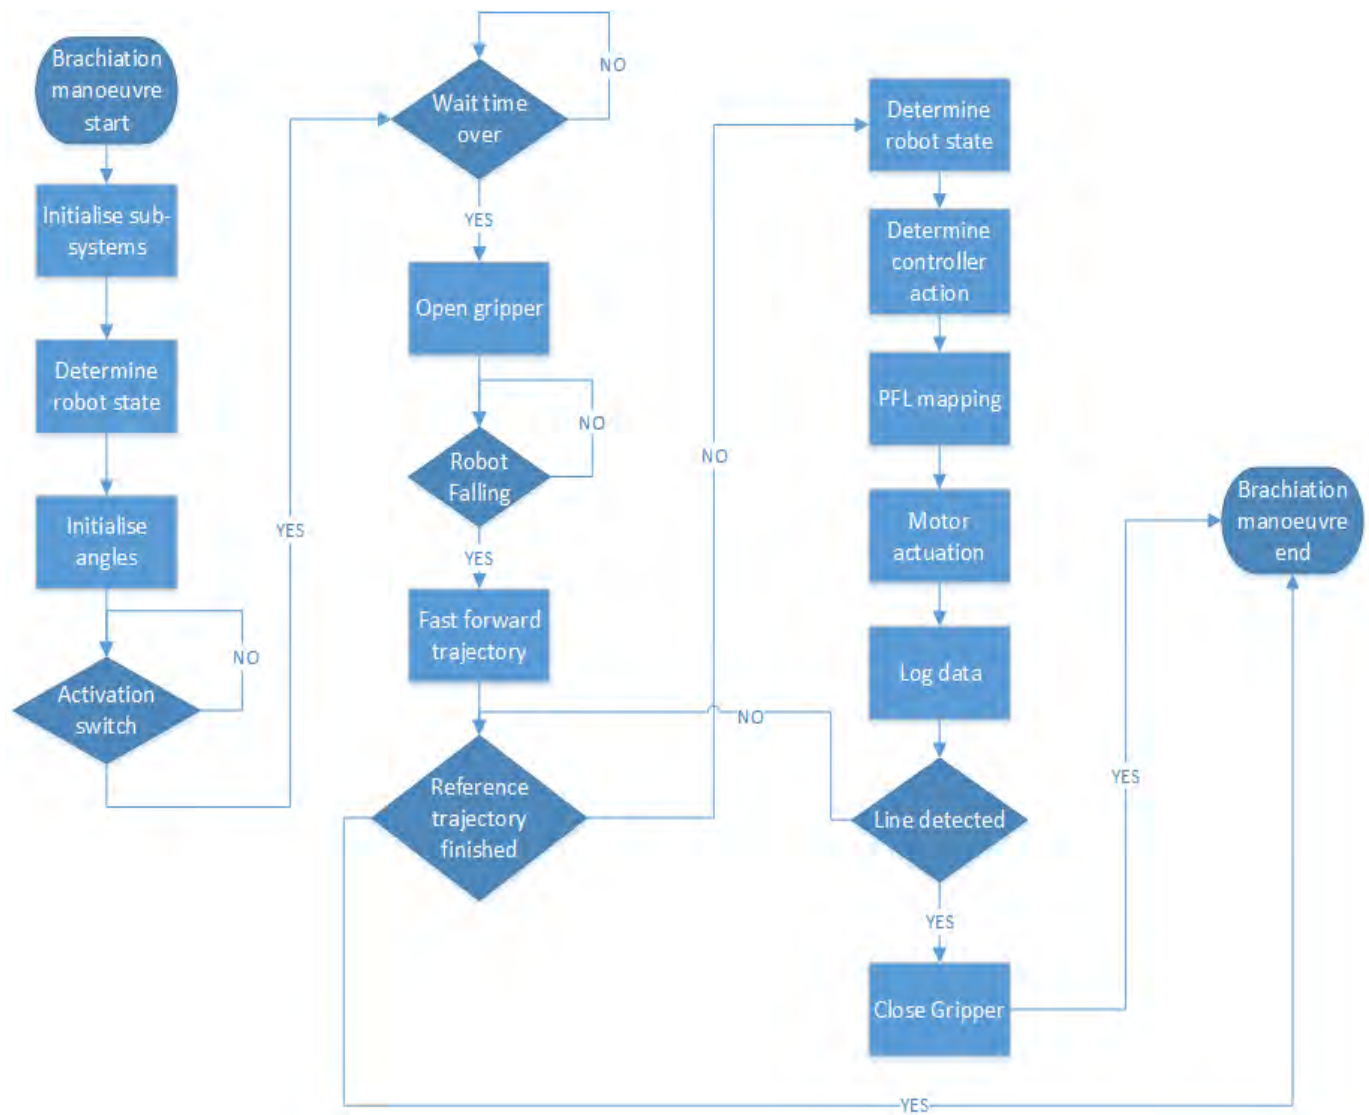 Brachiation
manoeuvre
start
Initialise sub-
systems
Determine
robot state
Initialise
angles
NO
Activation
switch
YES
NO
Wait time
over
YES
Open gripper
NO
Robot
Falling
YES
Fast forward
trajectory
NO
Reference
trajectory
finished
NO
YES
Determine
robot state
Determine
controller
action
PFL mapping
Motor
actuation
Log data
Line detected
YES
Close Gripper
YES
Brachiation
manoeuvre
end